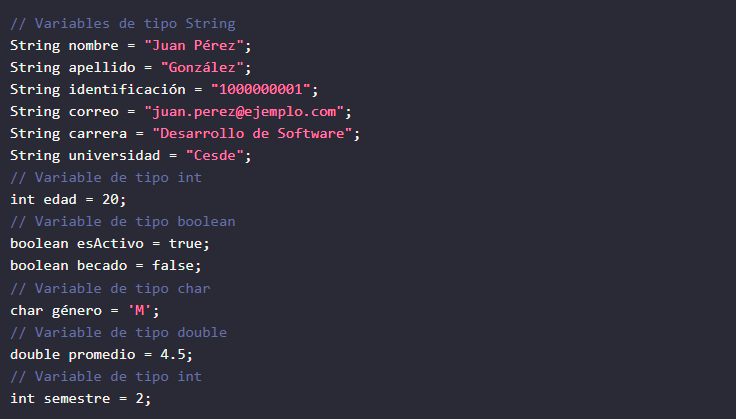 // Variables de tipo String
String nombre = "Juan Pérez";
String apellido = "González";
String identificación = "1000000001";
String correo = "juan.perez@ejemplo.com";
String carrera = "Desarrollo de Software";
String universidad = "Cesde";
// Variable de tipo int
int edad = 20;
// Variable de tipo boolean
boolean esActivo = true;
boolean becado = false;
// Variable de tipo char
char género = 'M';
// Variable de tipo double
double promedio = 4.5;
// Variable de tipo int
int semestre = 2;